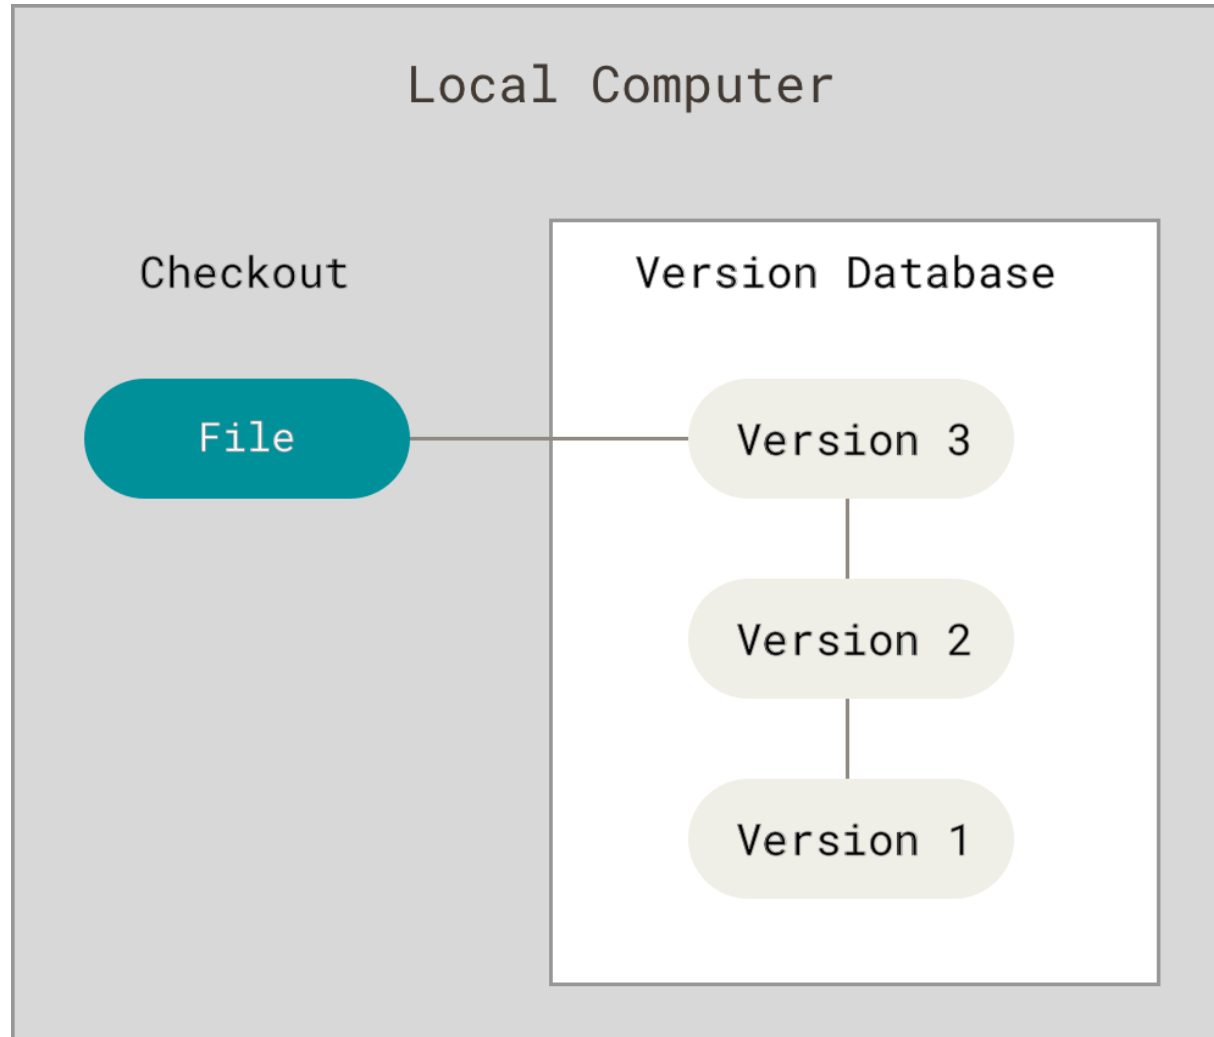 Local Computer
Checkout
Version Database
File
Version 3
Version 2
Version 1